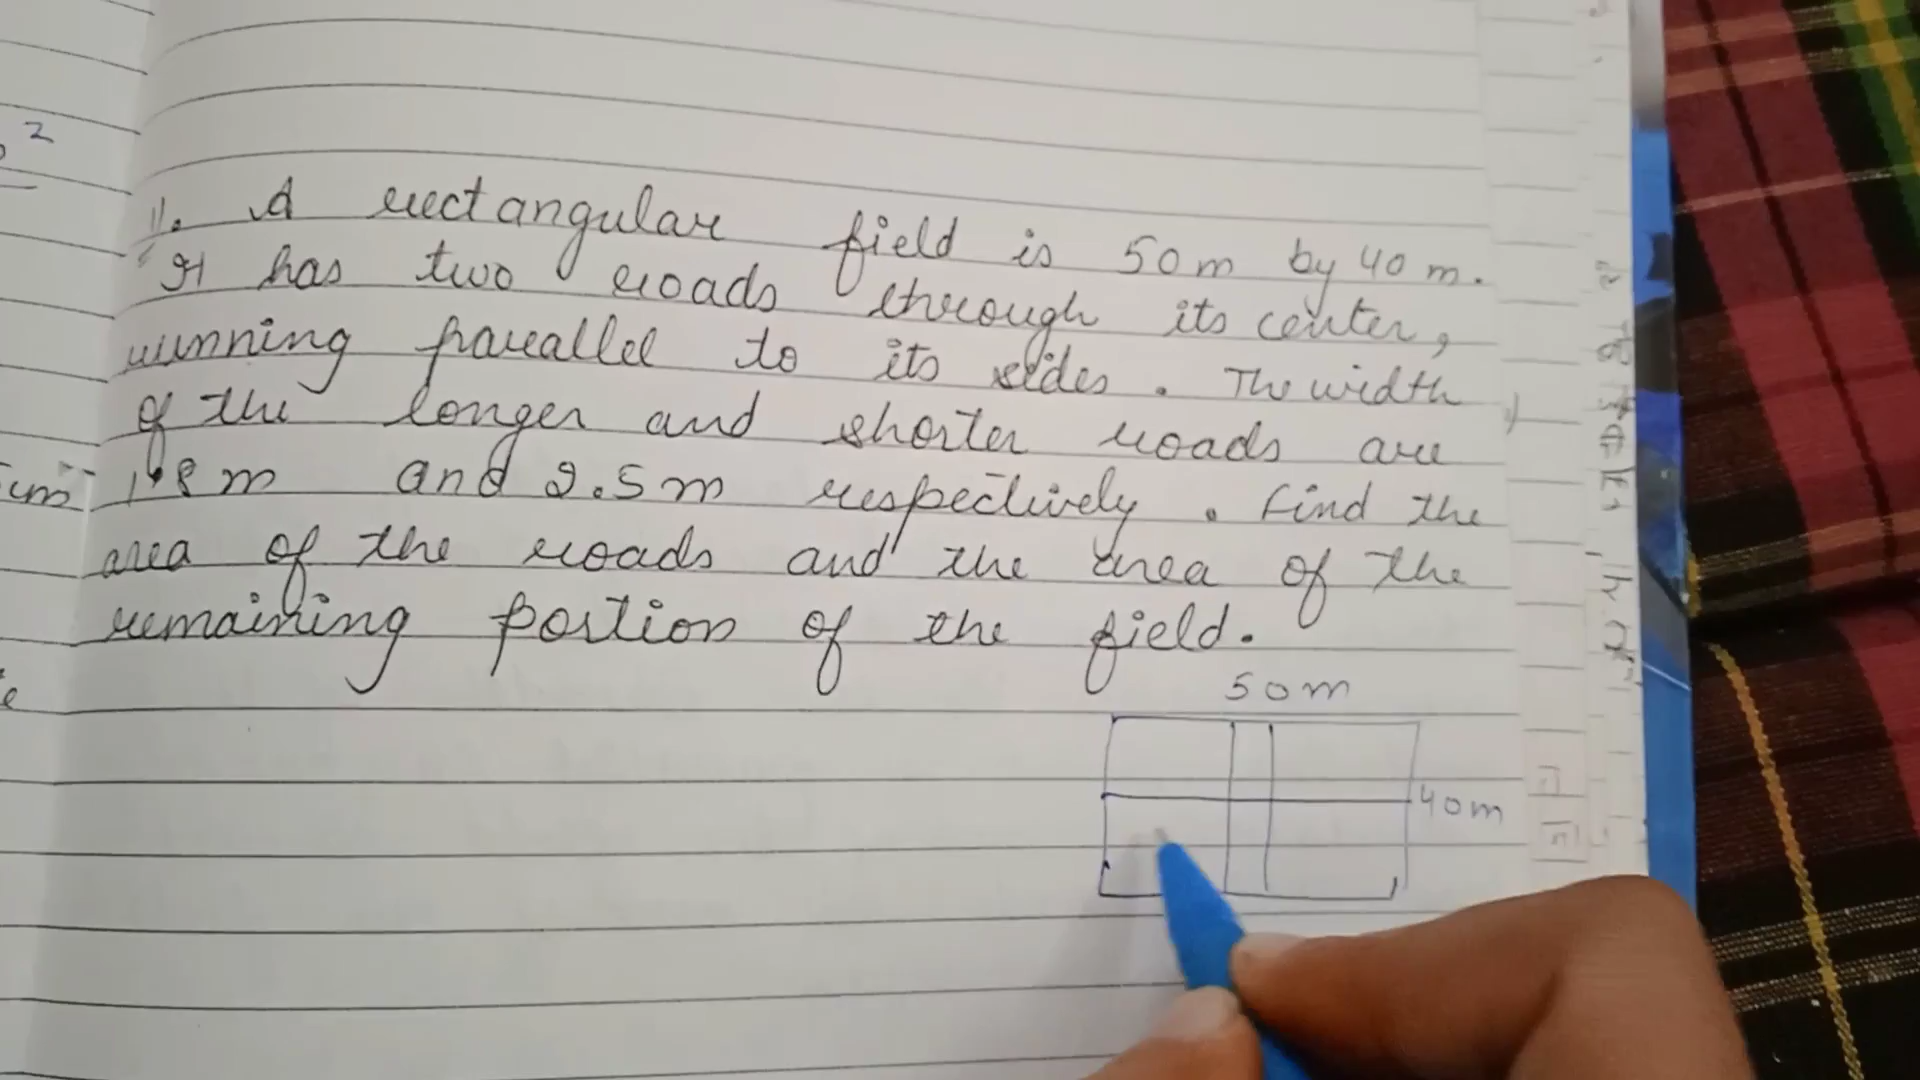 11. A rectangular field is 50m by 40m.
It has two roads through its center,
running parallel to its sides. The width
of the longer and shorter roads are
1.8m and 2.5m respectively. Find the
area of the roads and the area of the
remaining portion of the field.
50m
40m
2
cm
e